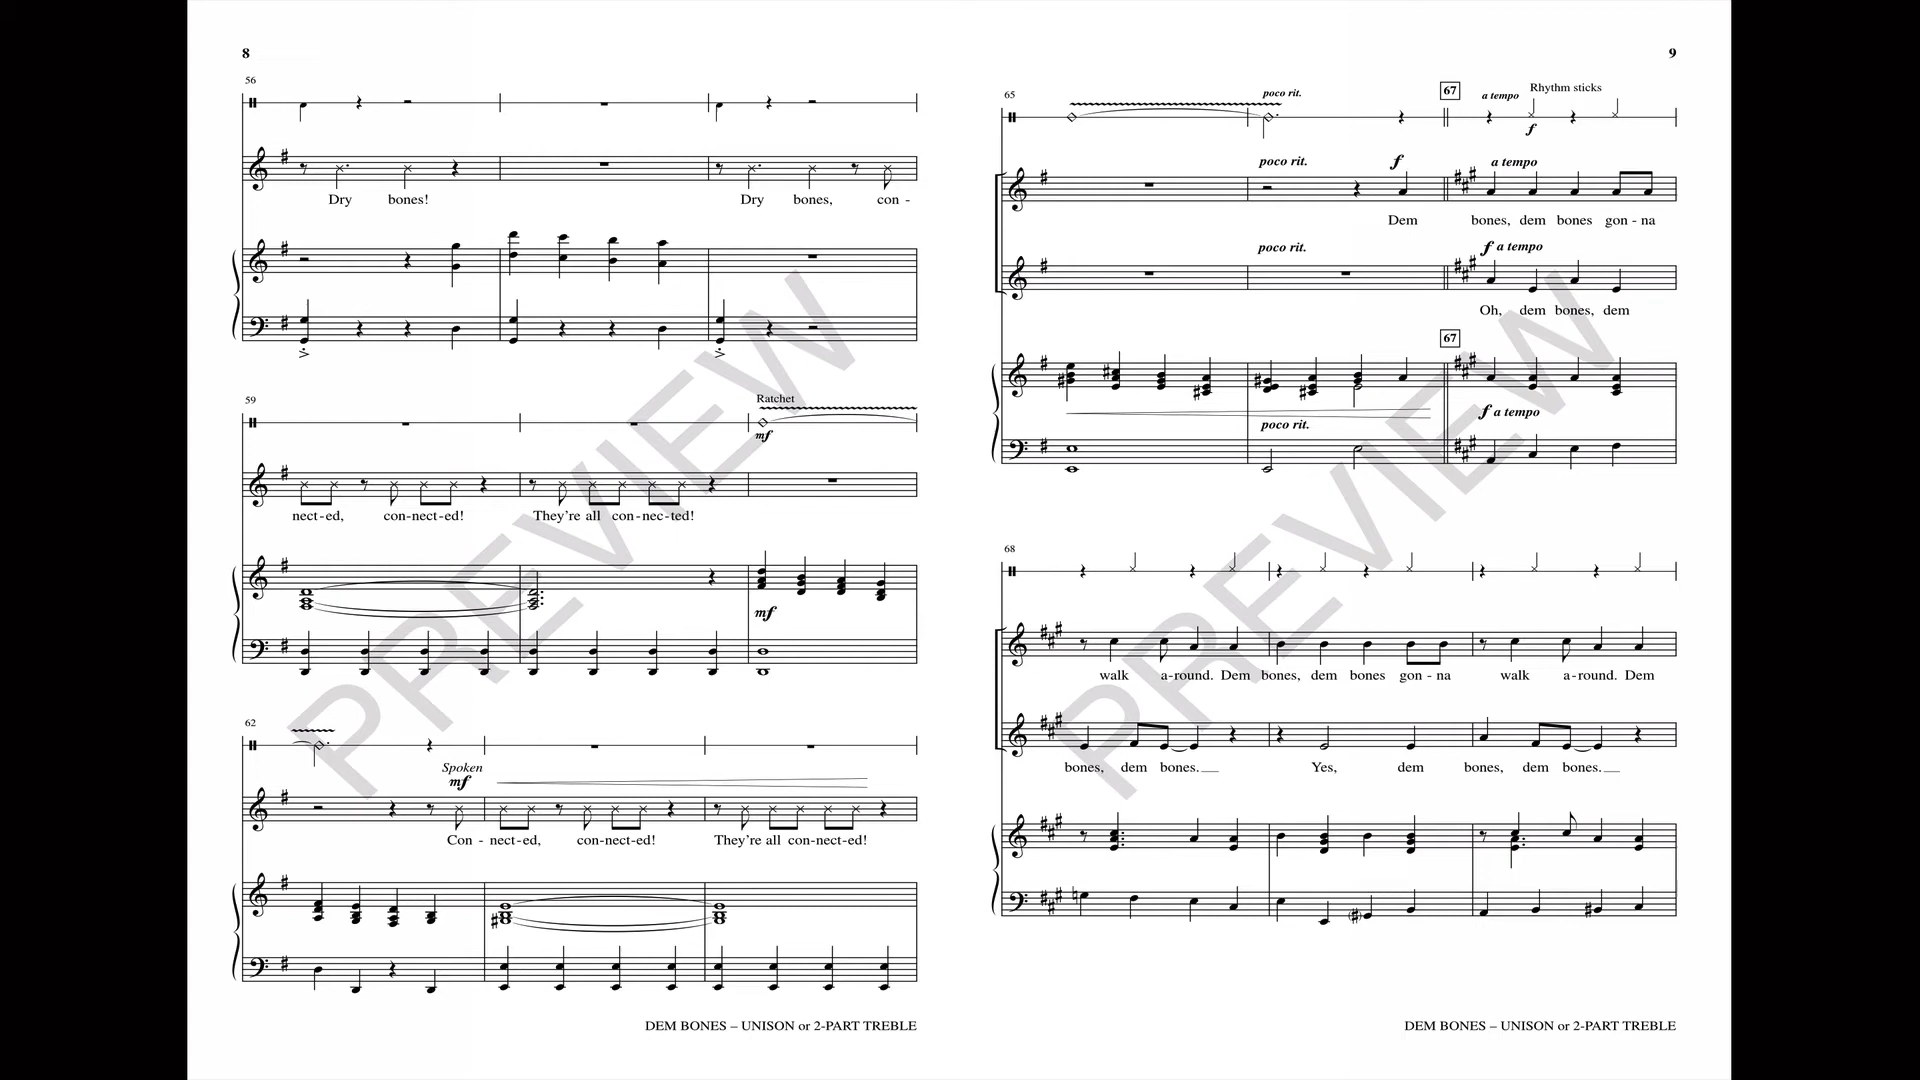 8
56
Dry bones! Dry bones, con -
59
Ratchet
mf
nect - ed, con - nect - ed! They're all con - nec - ted!
mf
62
Spoken
mf
Con - nect - ed, con - nect - ed! They're all con - nect - ed!
DEM BONES – UNISON or 2-PART TREBLE
9
65
poco rit. 67 a tempo Rhythm sticks
f
poco rit. f a tempo
Dem bones, dem bones gon - na
poco rit. f a tempo
Oh, dem bones, dem
67
f a tempo
poco rit.
68
walk a - round. Dem bones, dem bones gon - na walk a - round. Dem
bones, dem bones. Yes, dem bones, dem bones.
DEM BONES – UNISON or 2-PART TREBLE
PREVIEW
PREVIEW